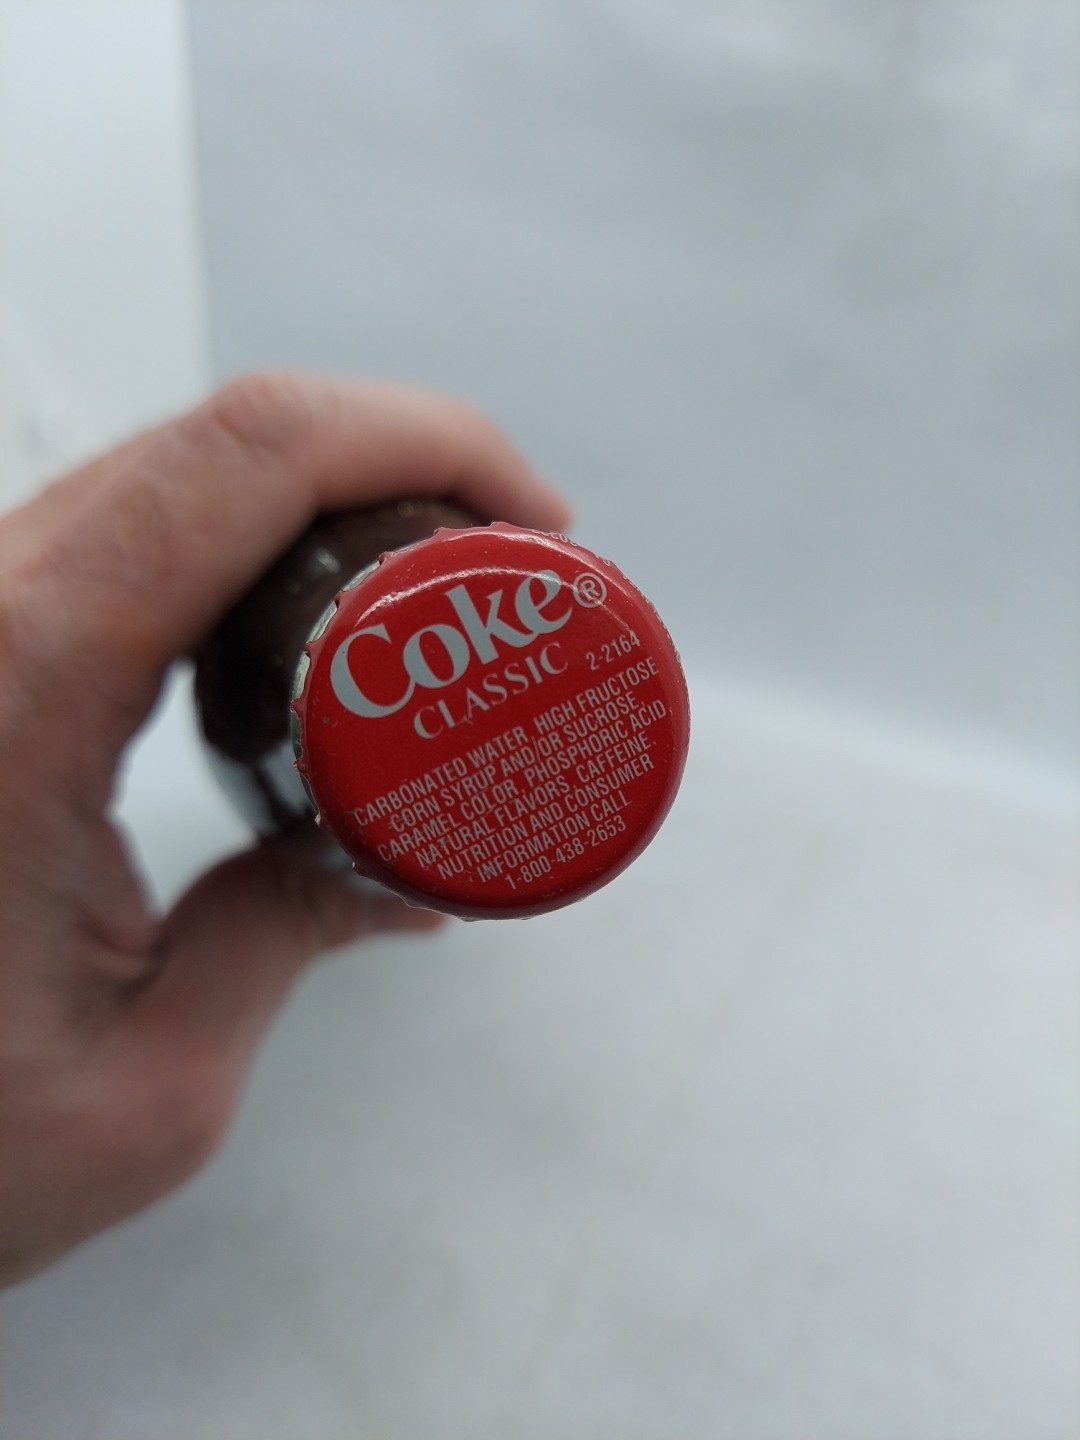 Coke®
CLASSIC 2-2164
CARBONATED WATER, HIGH FRUCTOSE
CORN SYRUP AND/OR SUCROSE,
CARAMEL COLOR, PHOSPHORIC ACID,
NATURAL FLAVORS, CAFFEINE.
NUTRITION AND CONSUMER
INFORMATION CALL
1-800-438-2653